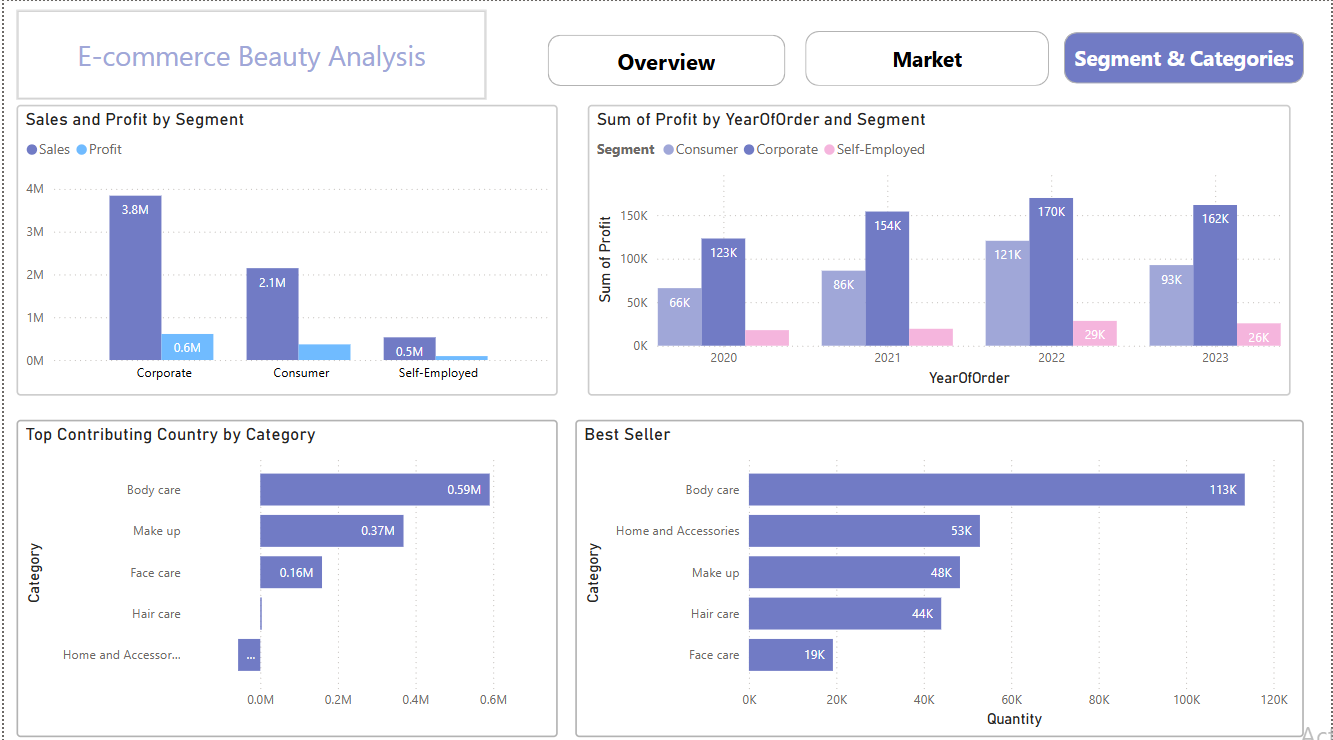 E-commerce Beauty Analysis
Overview
Market
Segment & Categories
Sales and Profit by Segment
Sales Profit
4M
3M
2M
1M
0M
3.8M
0.6M
2.1M
0.5M
Corporate Consumer Self-Employed
Sum of Profit by YearOfOrder and Segment
Segment Consumer Corporate Self-Employed
Sum of Profit
150K
100K
50K
0K
66K
123K
86K
154K
121K
170K
29K
93K
162K
26K
2020 2021 2022 2023
YearOfOrder
Top Contributing Country by Category
Category
Body care 0.59M
Make up 0.37M
Face care 0.16M
Hair care
Home and Accessor... ...
0.0M 0.2M 0.4M 0.6M
Best Seller
Category
Body care 113K
Home and Accessories 53K
Make up 48K
Hair care 44K
Face care 19K
0K 20K 40K 60K 80K 100K 120K
Quantity